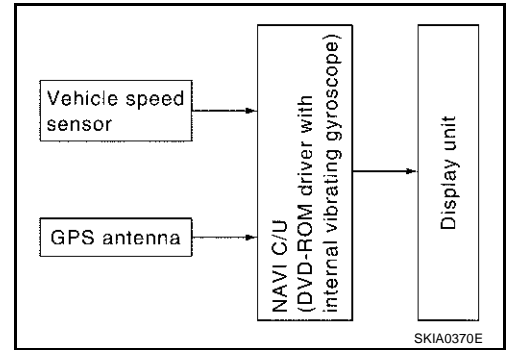 Vehicle speed
sensor
GPS antenna
NAVI C/U
(DVD-ROM driver with
internal vibrating gyroscope)
Display unit
SKIA0370E